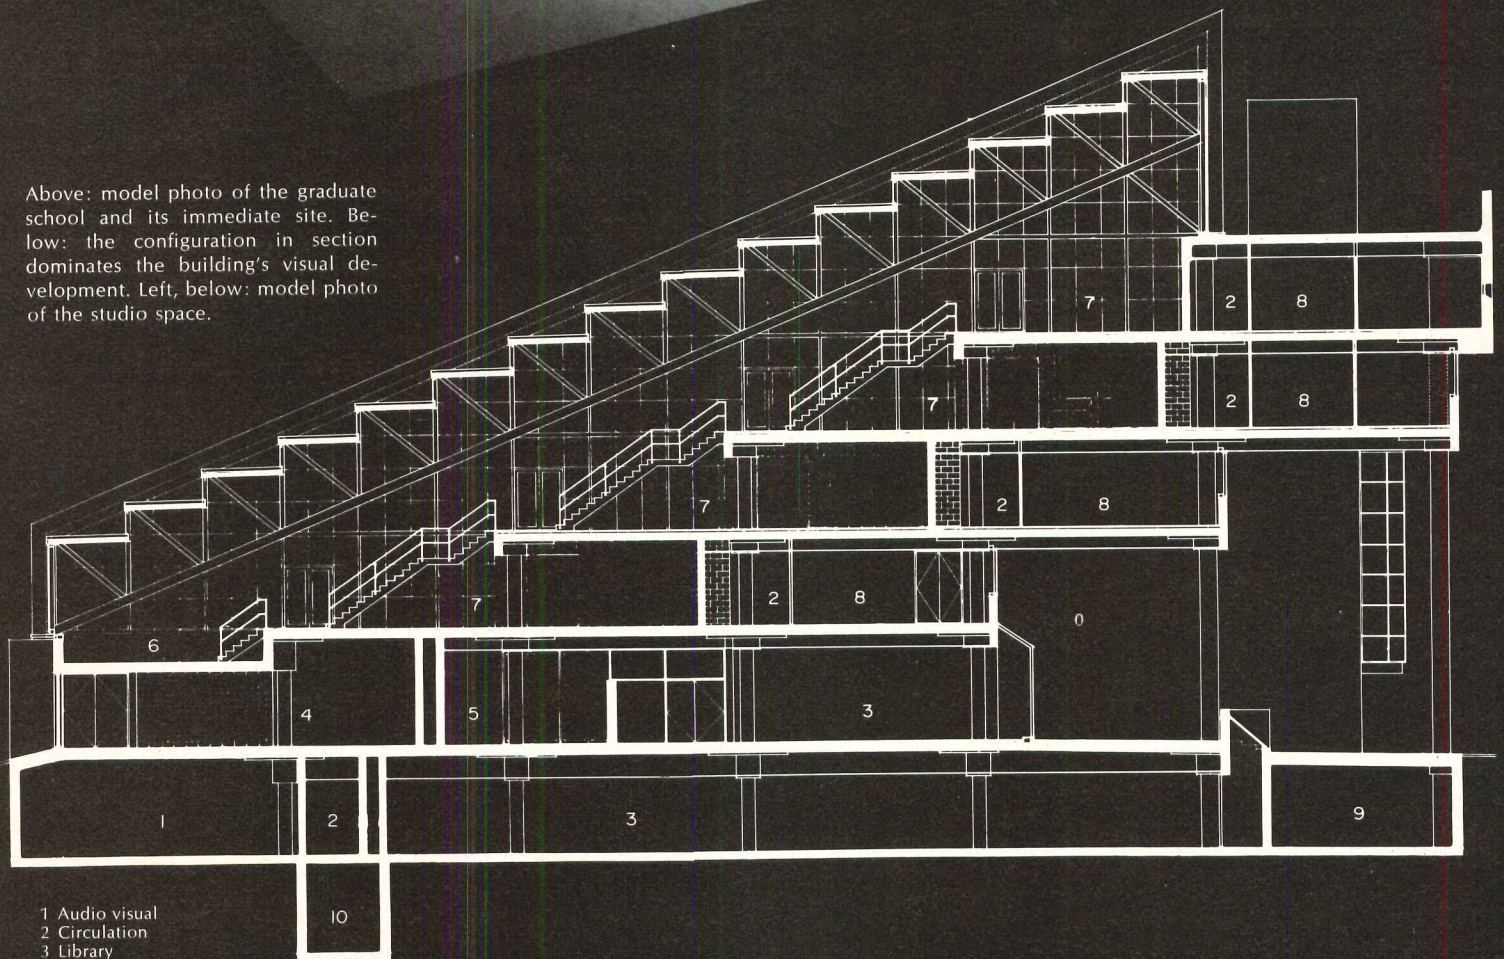 Above: model photo of the graduate
school and its immediate site. Be-
low: the configuration in section
dominates the building's visual de-
velopment. Left, below: model photo
of the studio space.
7
2
8
7
2
8
7
2
8
7
2
8
0
6
4
5
3
1
2
3
9
10
1 Audio visual
2 Circulation
3 Library